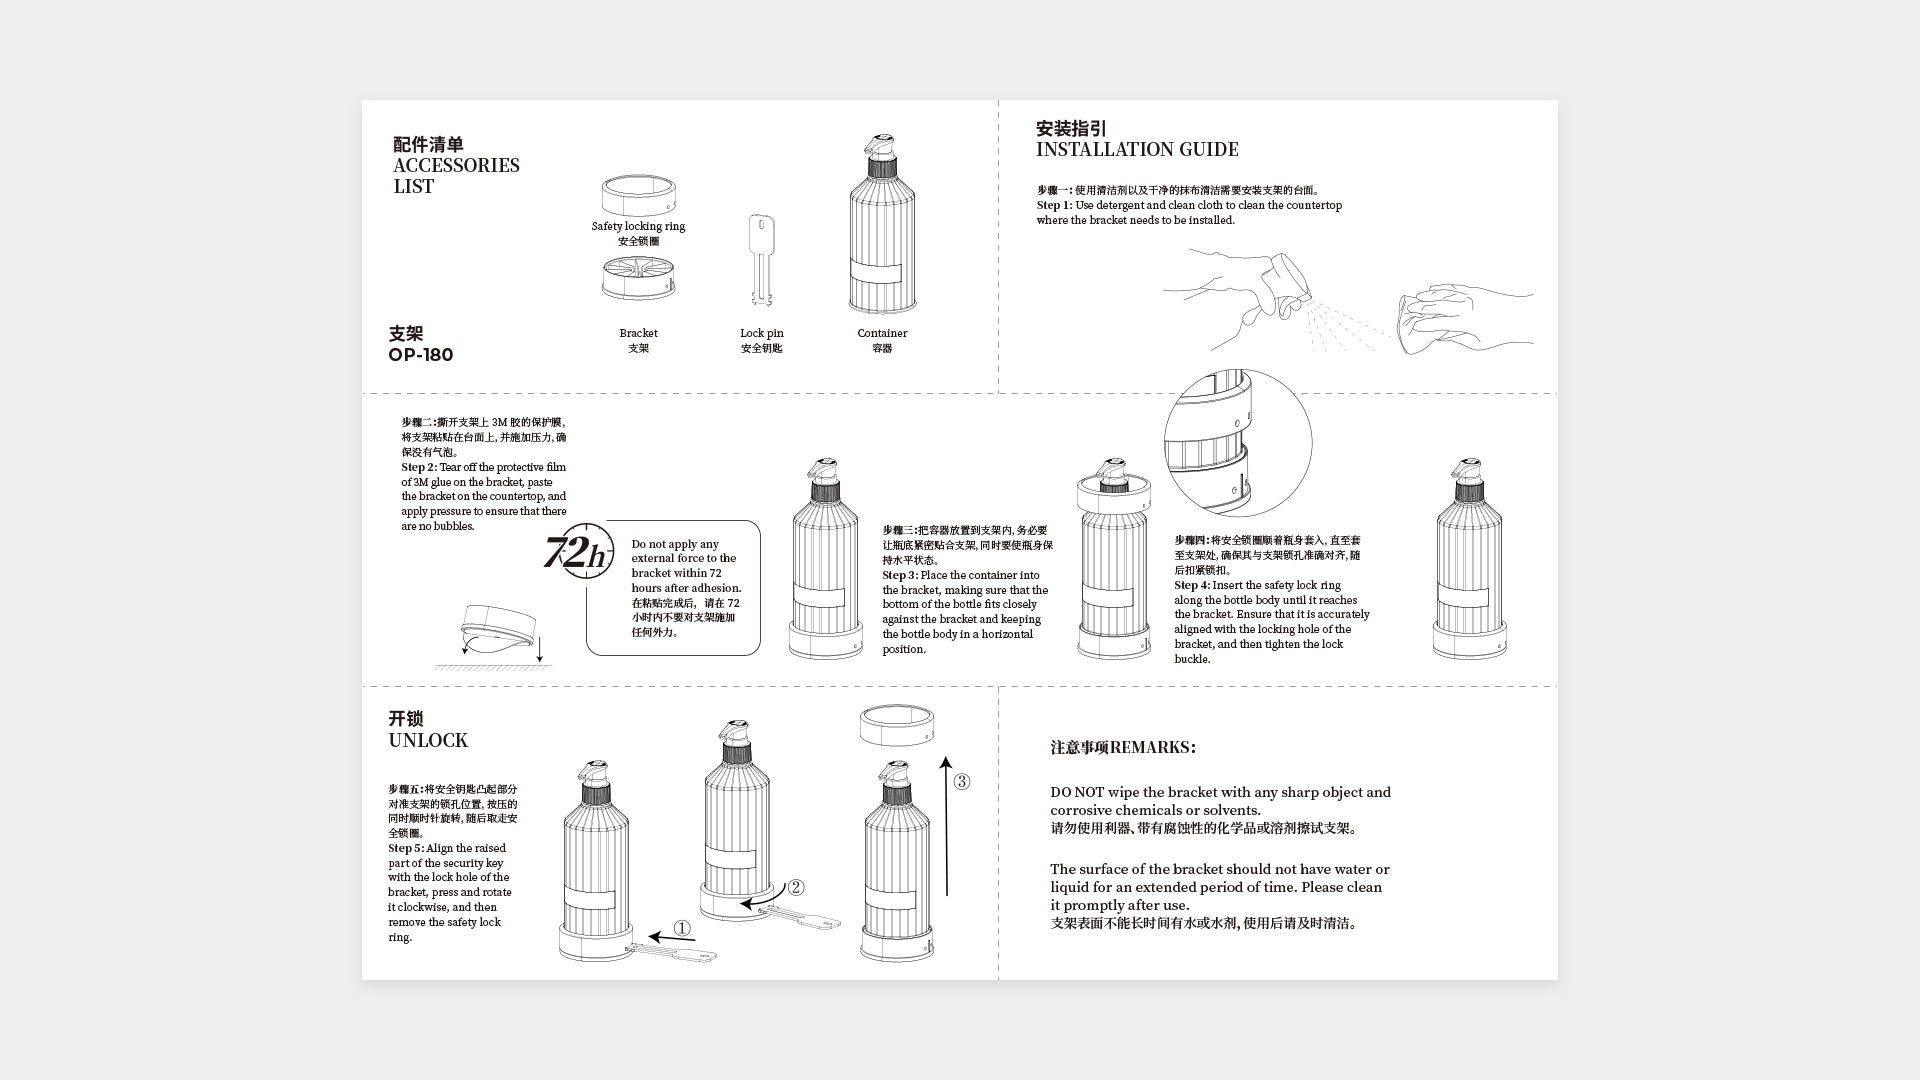 配件清单
ACCESSORIES
LIST
支架
OP-180
Safety locking ring
安全锁圈
Bracket
支架
Lock pin
安全钥匙
Container
容器
安装指引
INSTALLATION GUIDE
步骤一：使用清洁剂以及干净的抹布清洁需要安装支架的台面。
Step 1: Use detergent and clean cloth to clean the countertop
where the bracket needs to be installed.
步骤二：撕开支架上 3M 胶的保护膜，
将支架粘贴在台面上，并施加压力，确
保没有气泡。
Step 2: Tear off the protective film
of 3M glue on the bracket, paste
the bracket on the countertop, and
apply pressure to ensure that there
are no bubbles.
72h
Do not apply any
external force to the
bracket within 72
hours after adhesion.
在粘贴完成后，请在 72
小时内不要对支架施加
任何外力。
步骤三：把容器放置到支架内，务必要
让瓶底紧密贴合支架，同时要使瓶身保
持水平状态。
Step 3: Place the container into
the bracket, making sure that the
bottom of the bottle fits closely
against the bracket and keeping
the bottle body in a horizontal
position.
步骤四：将安全锁圈顺着瓶身套入，直至套
至支架处，确保其与支架锁孔准确对齐，随
后扣紧锁扣。
Step 4: Insert the safety lock ring
along the bottle body until it reaches
the bracket. Ensure that it is accurately
aligned with the locking hole of the
bracket, and then tighten the lock
buckle.
开锁
UNLOCK
步骤五：将安全钥匙凸起部分
对准支架的锁孔位置，按压的
同时顺时针旋转，随后取走安
全锁圈。
Step 5: Align the raised
part of the security key
with the lock hole of the
bracket, press and rotate
it clockwise, and then
remove the safety lock
ring.
①
②
③
注意事项REMARKS：
DO NOT wipe the bracket with any sharp object and
corrosive chemicals or solvents.
请勿使用利器、带有腐蚀性的化学品或溶剂擦试支架。
The surface of the bracket should not have water or
liquid for an extended period of time. Please clean
it promptly after use.
支架表面不能长时间有水或水剂，使用后请及时清洁。